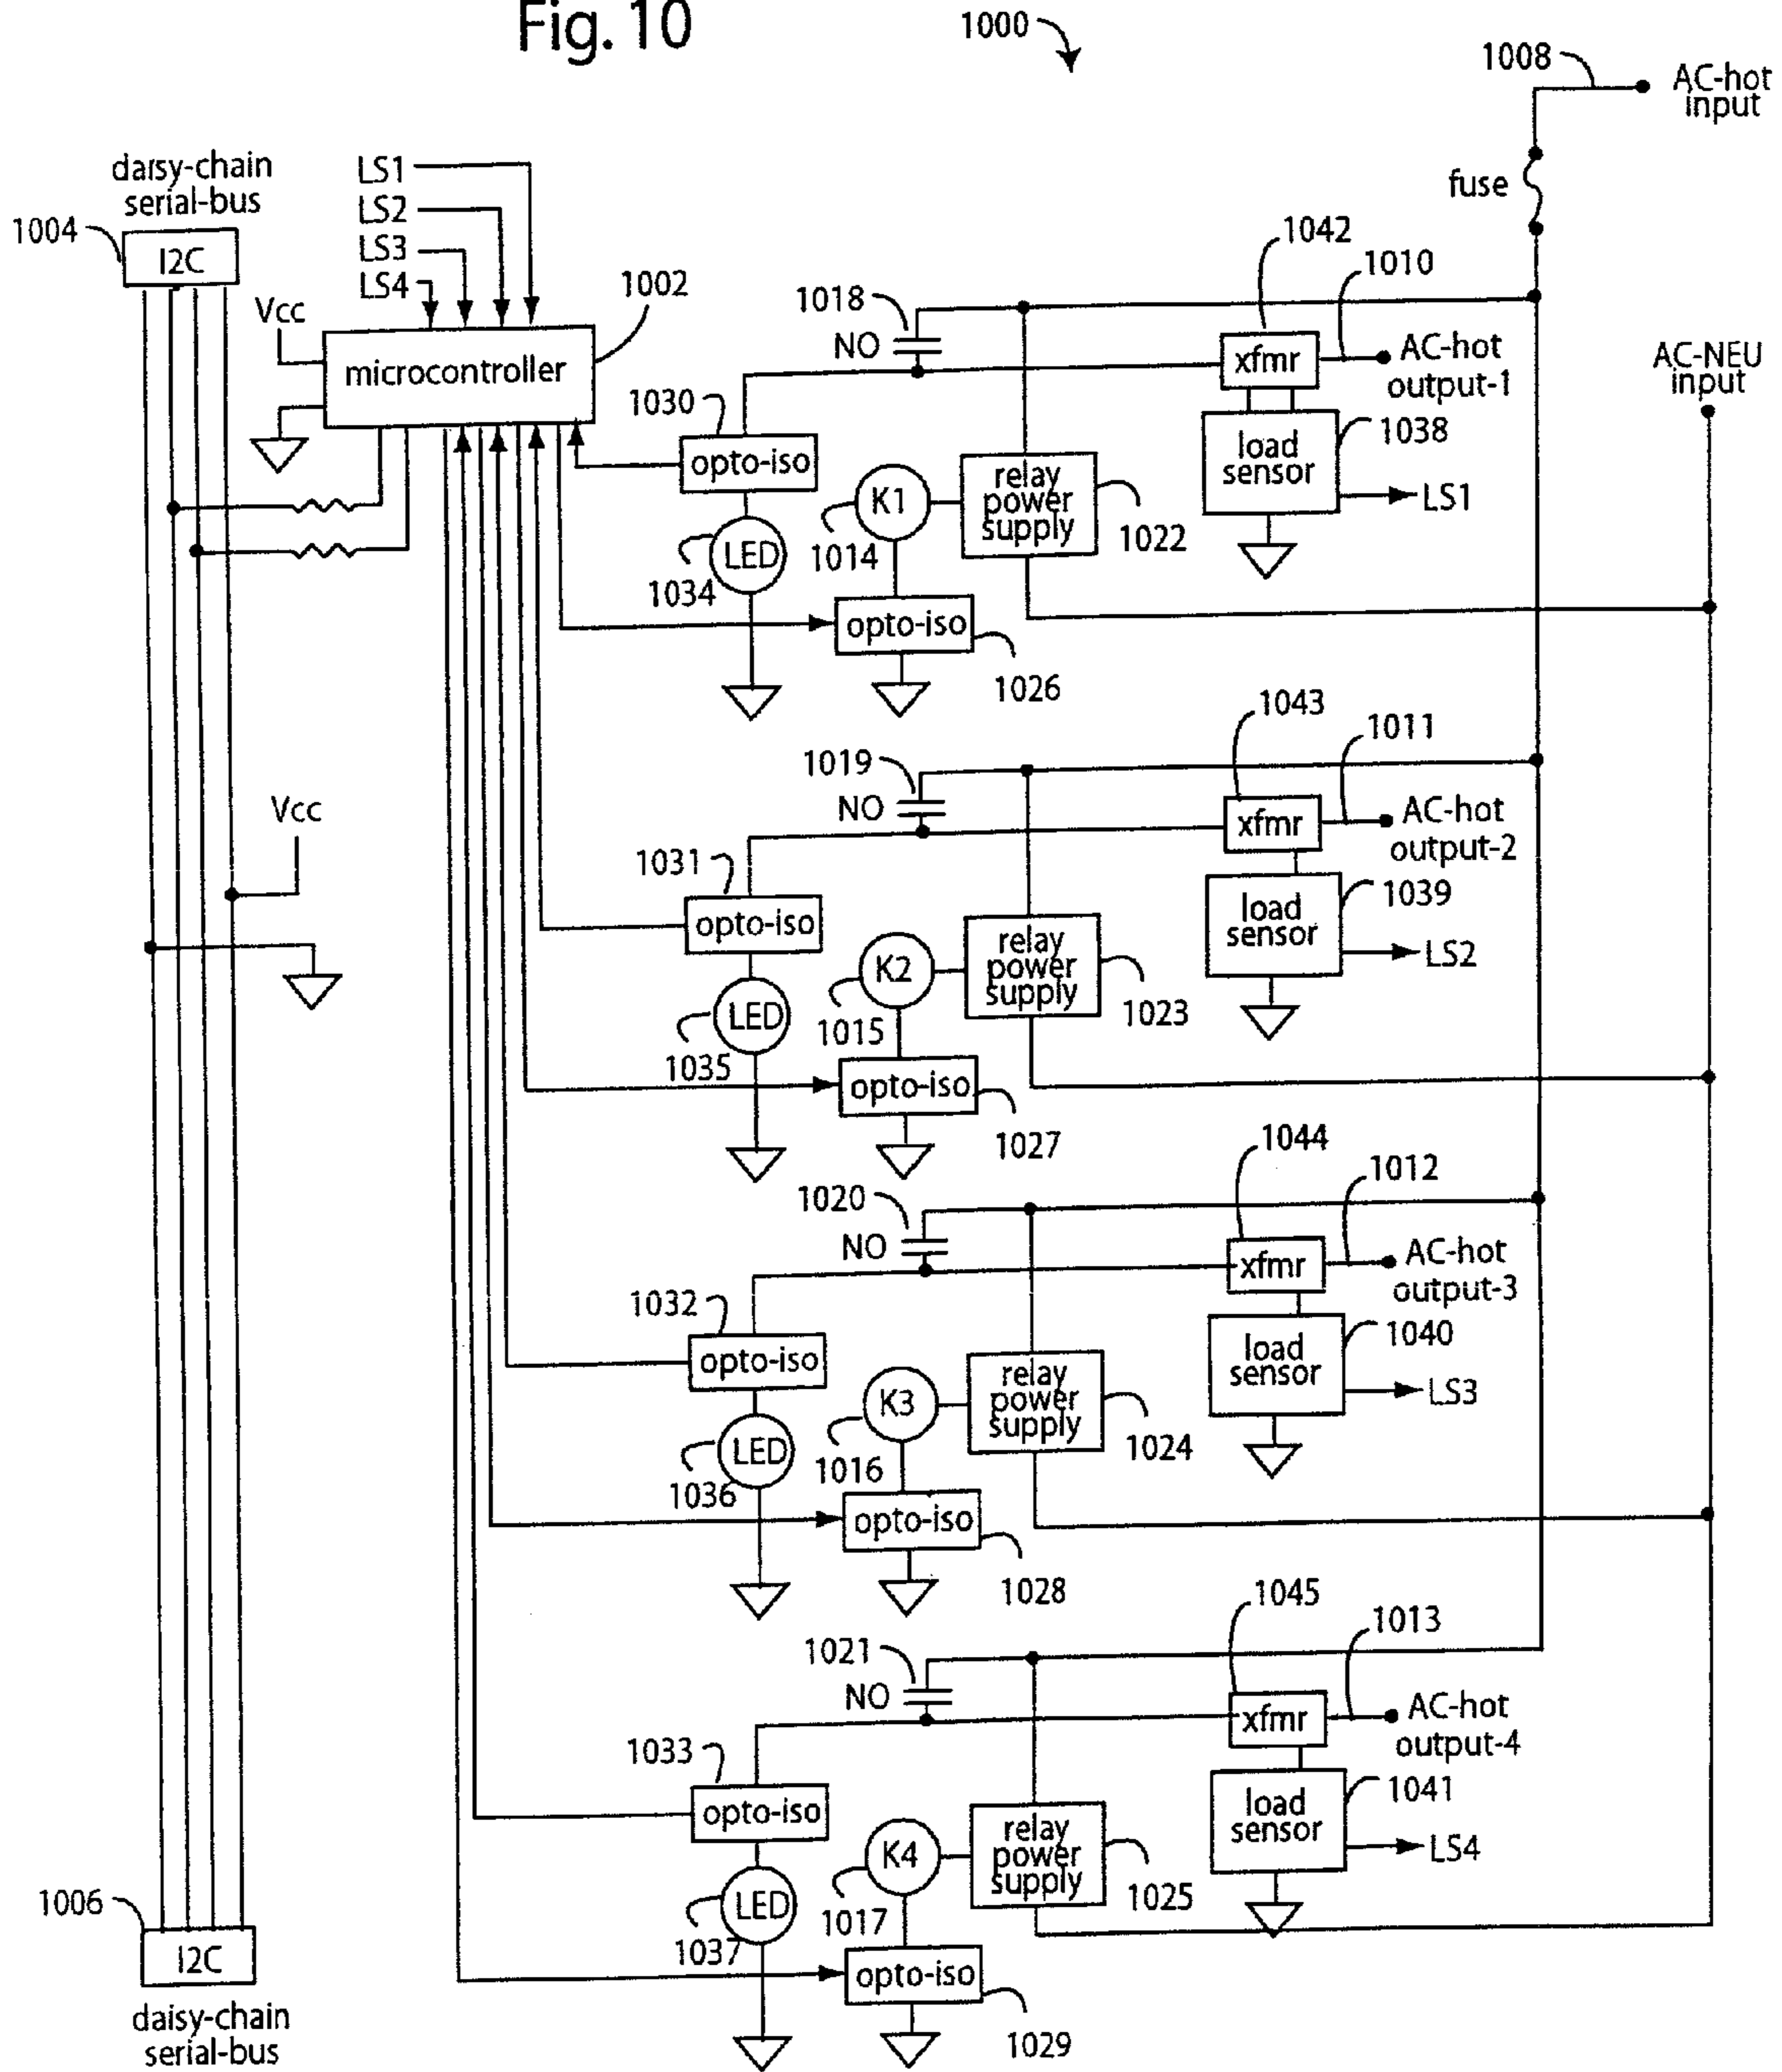 Fig. 10
1000
1008
AC-hot
input
fuse
daisy-chain
serial-bus
1004
I2C
LS1
LS2
LS3
LS4
Vcc
microcontroller
1002
1042
1010
1018
NO
xfmr
AC-hot
output-1
AC-NEU
input
1030
opto-iso
load
sensor
1038
LS1
K1
1014
relay
power
supply
1022
LED
1034
opto-iso
1026
1043
1011
1019
NO
xfmr
AC-hot
output-2
Vcc
1031
opto-iso
load
sensor
1039
LS2
K2
1015
relay
power
supply
1023
LED
1035
opto-iso
1027
1044
1012
1020
NO
xfmr
AC-hot
output-3
1032
opto-iso
load
sensor
1040
LS3
K3
1016
relay
power
supply
1024
LED
1036
opto-iso
1028
1045
1013
1021
NO
xfmr
AC-hot
output-4
1033
opto-iso
load
sensor
1041
LS4
K4
1017
relay
power
supply
1025
LED
1037
opto-iso
1029
1006
I2C
daisy-chain
serial-bus